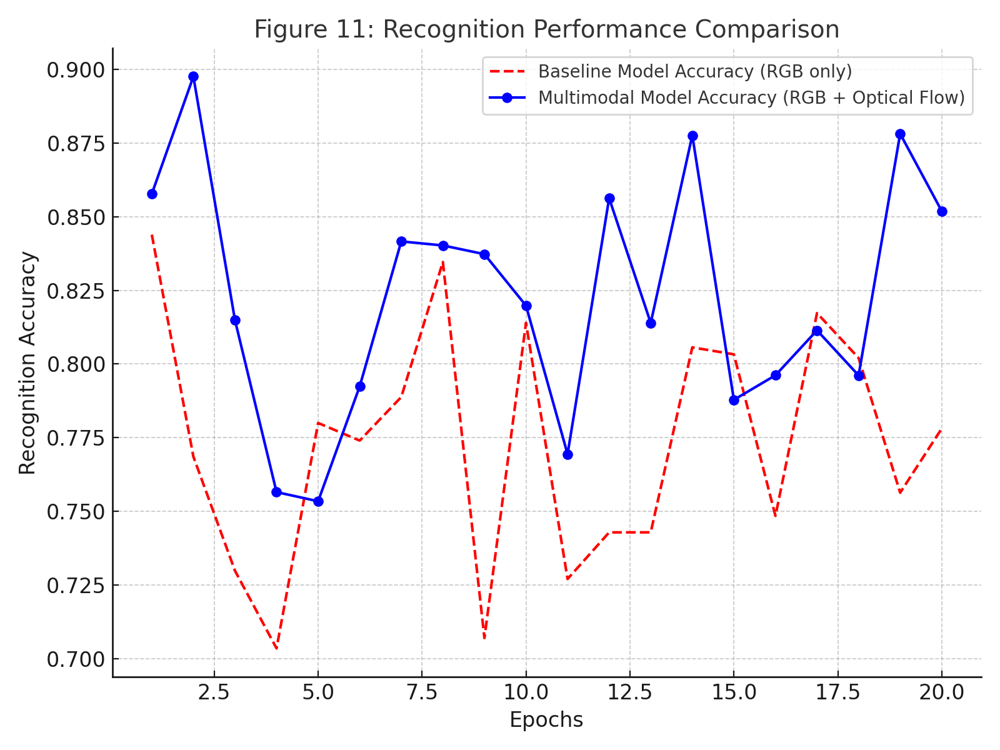 Figure 11: Recognition Performance Comparison
Baseline Model Accuracy (RGB only)
Multimodal Model Accuracy (RGB + Optical Flow)
Recognition Accuracy
0.900
0.875
0.850
0.825
0.800
0.775
0.750
0.725
0.700
2.5 5.0 7.5 10.0 12.5 15.0 17.5 20.0
Epochs